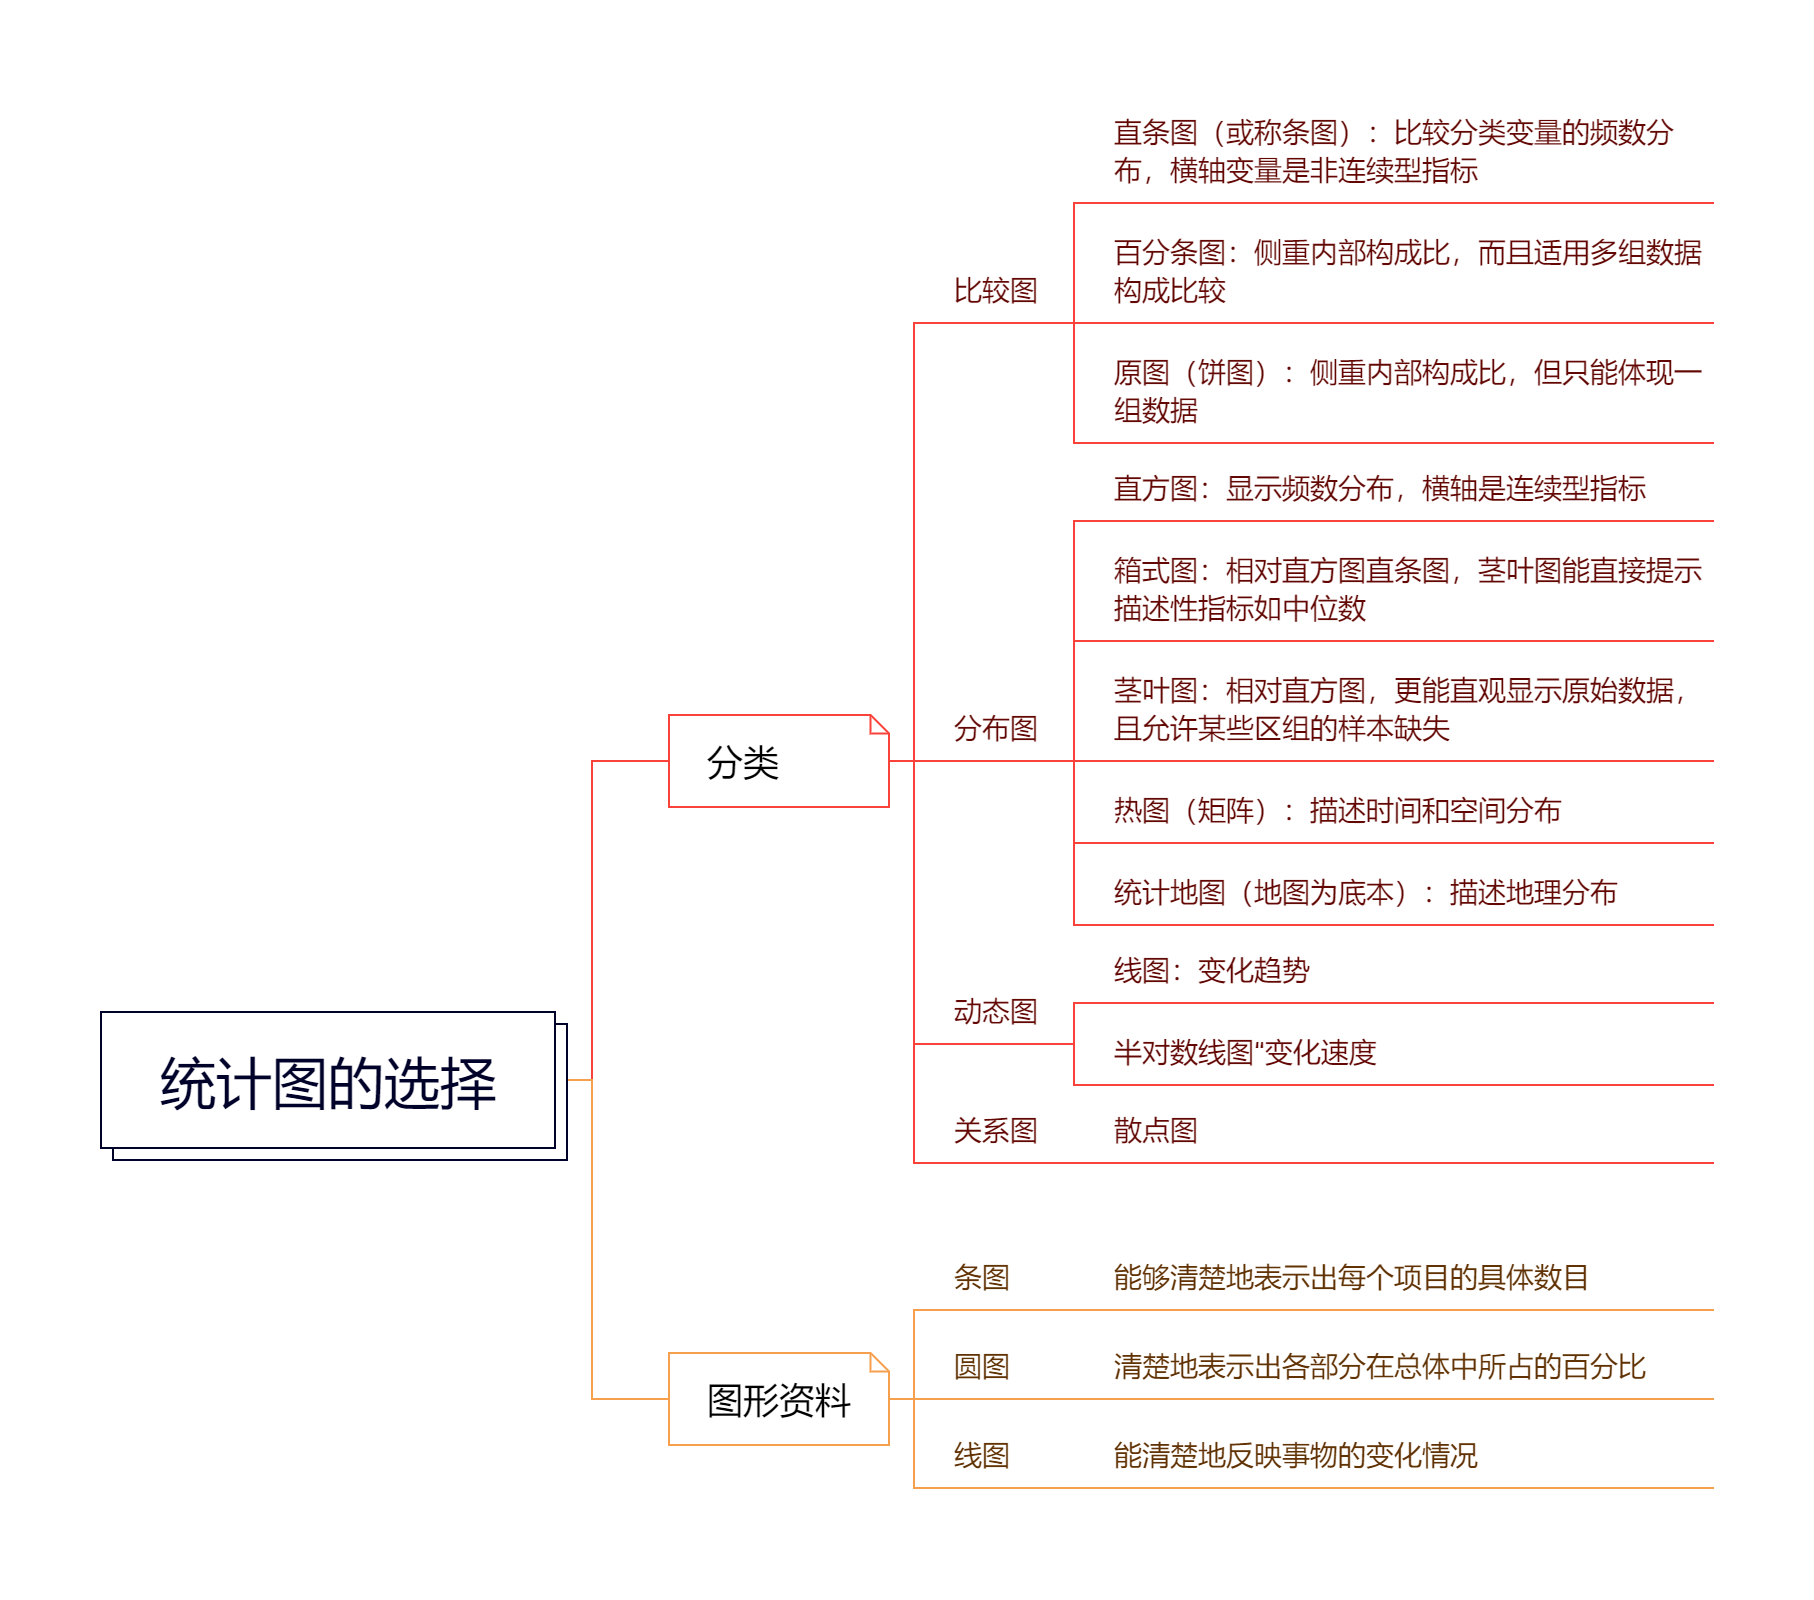 直条图（或称条图）：比较分类变量的频数分
布，横轴变量是非连续型指标
百分条图：侧重内部构成比，而且适用多组数据
构成比较
比较图
原图（饼图）：侧重内部构成比，但只能体现一
组数据
直方图：显示频数分布，横轴是连续型指标
箱式图：相对直方图直条图，茎叶图能直接提示
描述性指标如中位数
茎叶图：相对直方图，更能直观显示原始数据，
且允许某些区组的样本缺失
分布图
分类
热图（矩阵）：描述时间和空间分布
统计地图（地图为底本）：描述地理分布
线图：变化趋势
动态图
半对数线图“变化速度
统计图的选择
关系图
散点图
条图
能够清楚地表示出每个项目的具体数目
圆图
清楚地表示出各部分在总体中所占的百分比
图形资料
线图
能清楚地反映事物的变化情况